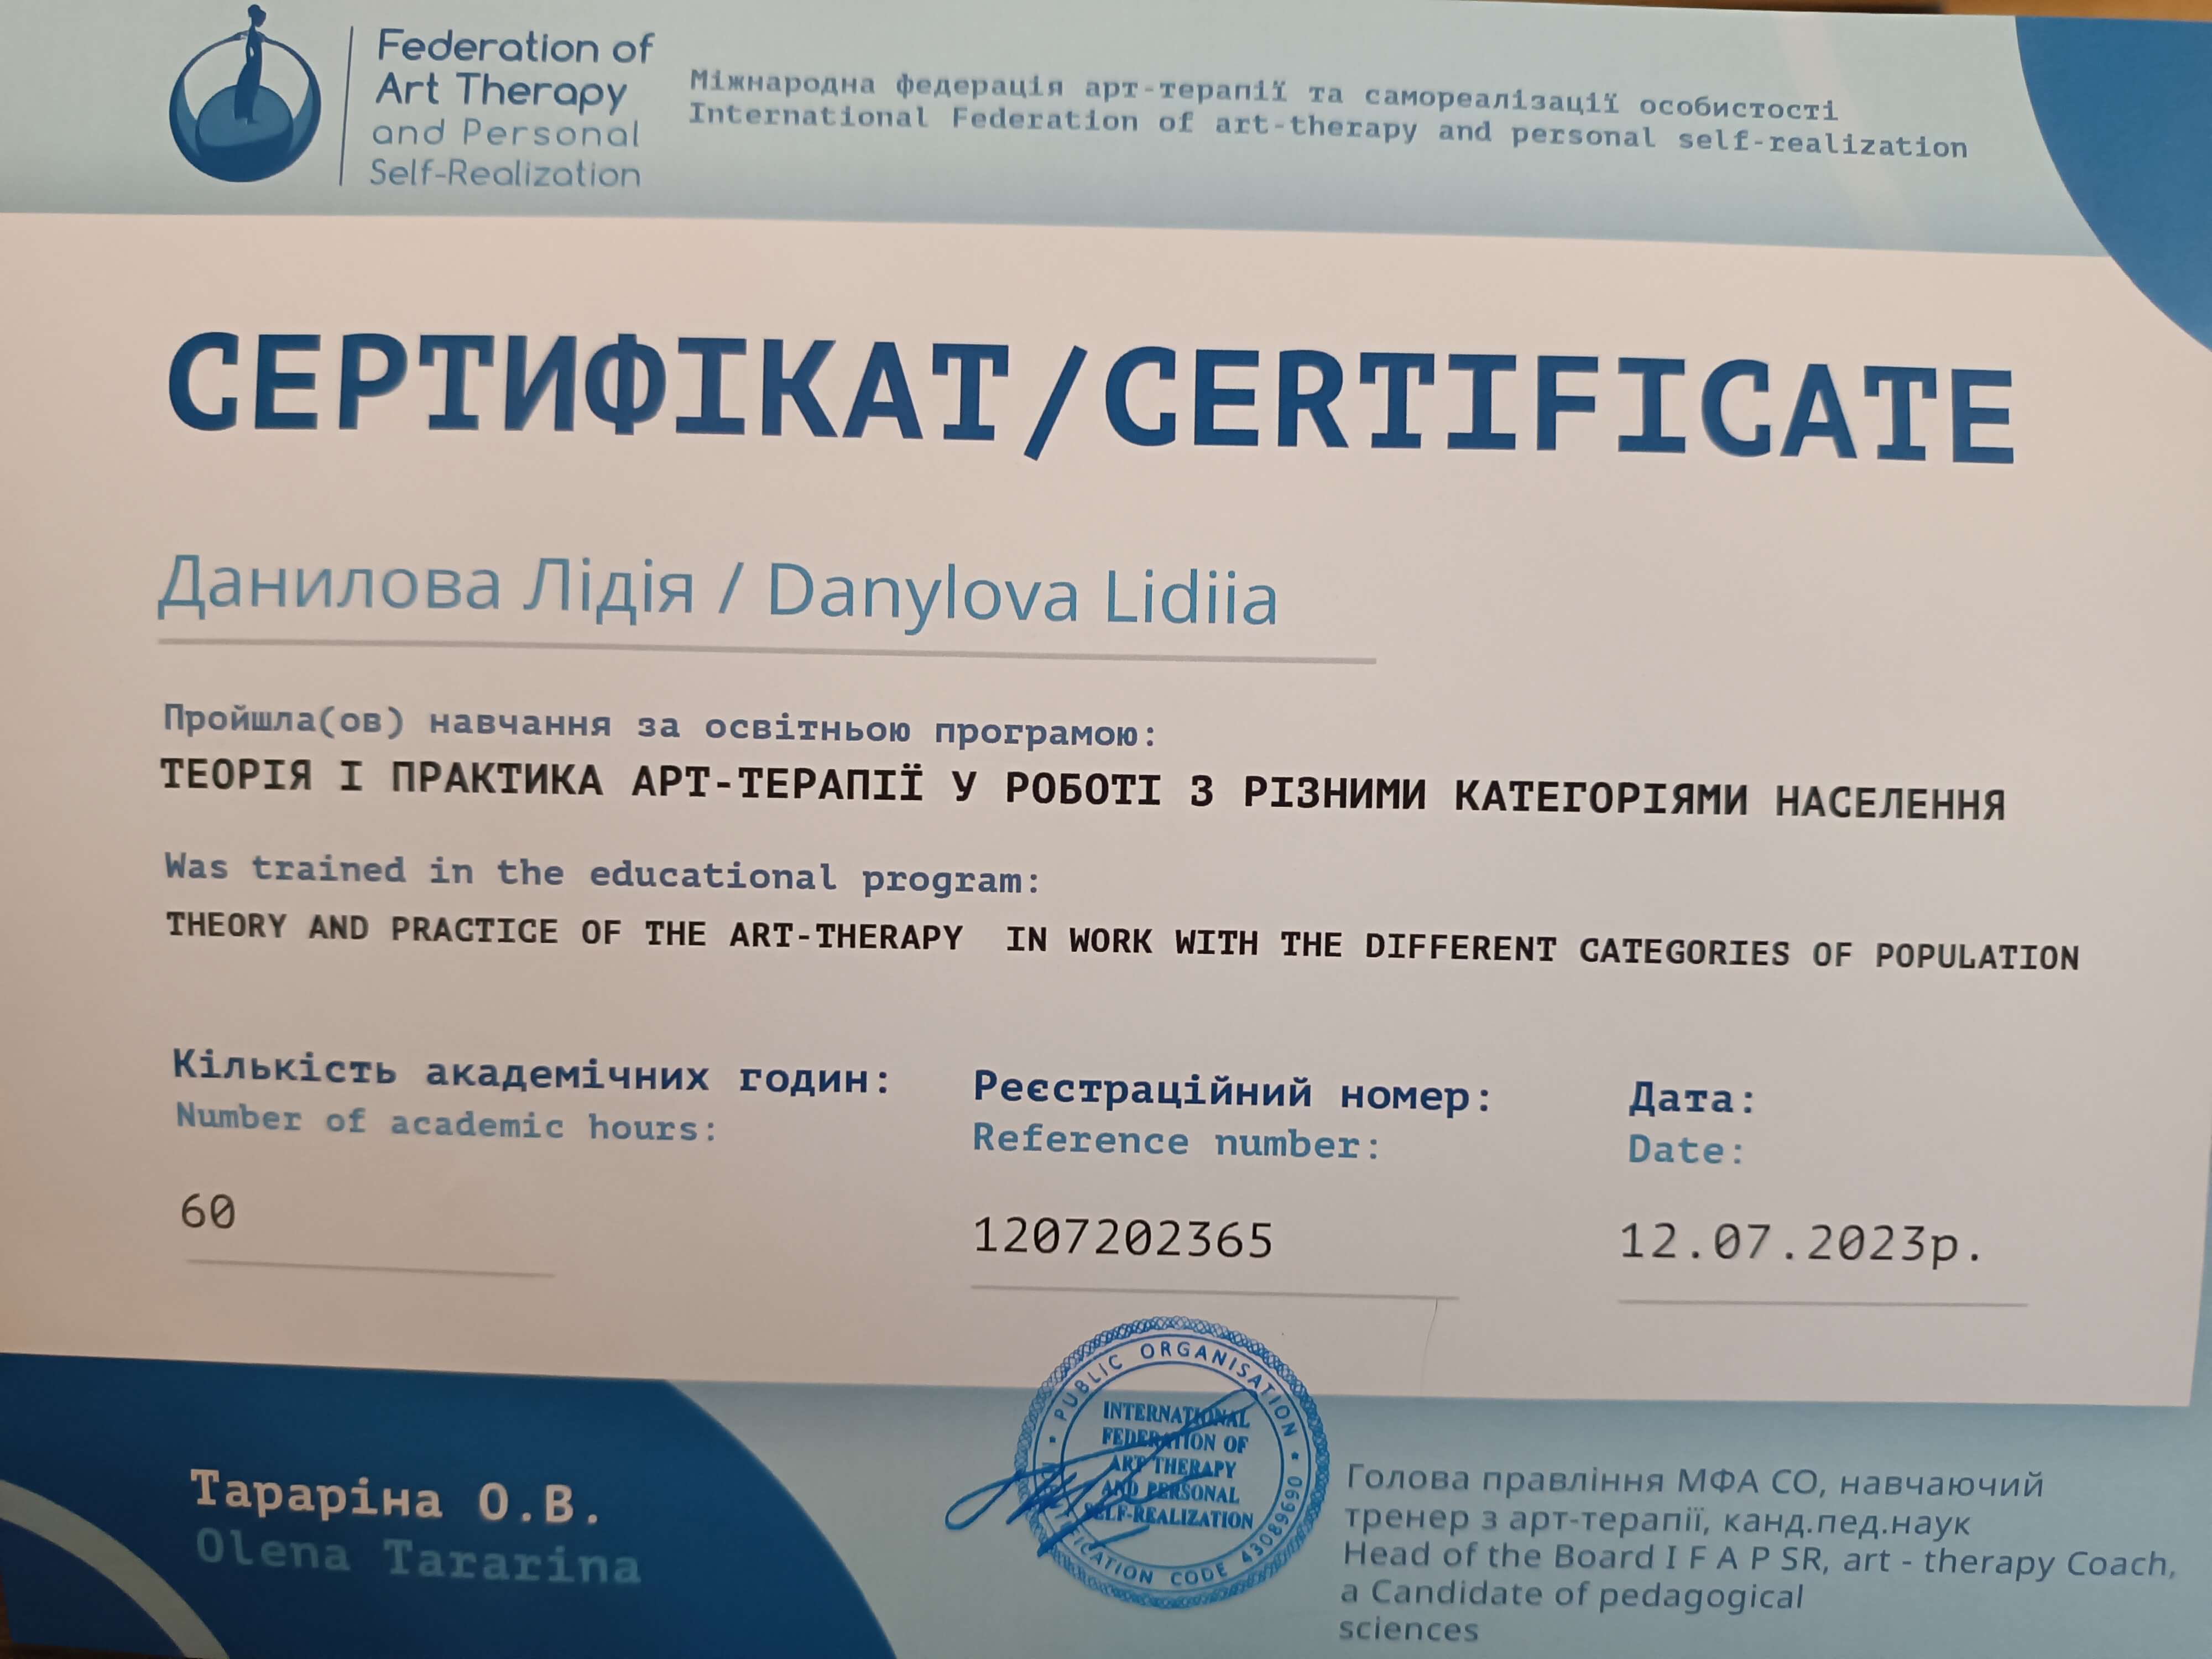 Federation of
Art Therapy
and Personal
Self-Realization
Міжнародна федерація арт-терапії та самореалізації особистості
International Federation of art-therapy and personal self-realization
СЕРТИФІКАТ/CERTIFICATE
Данилова Лідія / Danylova Lidiia
Пройшла(ов) навчання за освітньою програмою:
ТЕОРІЯ І ПРАКТИКА АРТ-ТЕРАПІЇ У РОБОТІ З РІЗНИМИ КАТЕГОРІЯМИ НАСЕЛЕННЯ
Was trained in the educational program:
THEORY AND PRACTICE OF THE ART-THERAPY IN WORK WITH THE DIFFERENT CATEGORIES OF POPULATION
Кількість академічних годин:
Number of academic hours:
60
Реєстраційний номер:
Reference number:
1207202365
Дата:
Date:
12.07.2023р.
PUBLIC ORGANISATION
INTERNATIONAL
FEDERATION OF
ART THERAPY
AND PERSONAL
SELF-REALIZATION
CODE 43089690
Тараріна О.В.
Olena Tararina
Голова правління МФА СО, навчаючий
тренер з арт-терапії, канд.пед.наук
Head of the Board I F A P SR, art - therapy Coach,
a Candidate of pedagogical
sciences